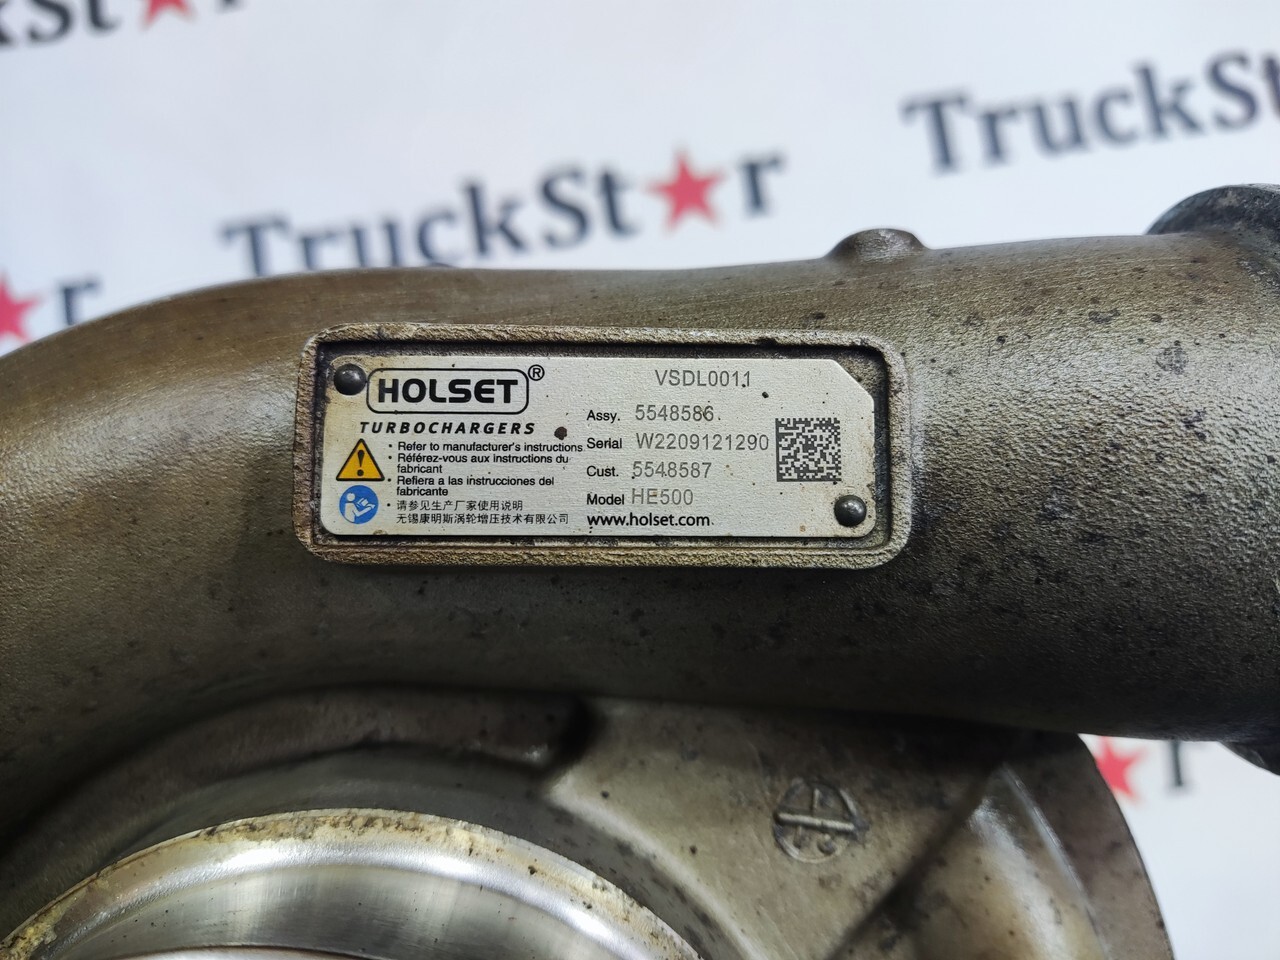 TruckSt★r
TruckSt
HOLSET®
TURBOCHARGERS
• Refer to manufacturer's instructions
• Référez-vous aux instructions du
fabricant
• Refiera a las instrucciones del
fabricante
• 请参见生产厂家使用说明
无锡康明斯涡轮增压技术有限公司
VSDL0011
Assy. 5548586
Serial W2209121290
Cust. 5548587
Model HE500
www.holset.com